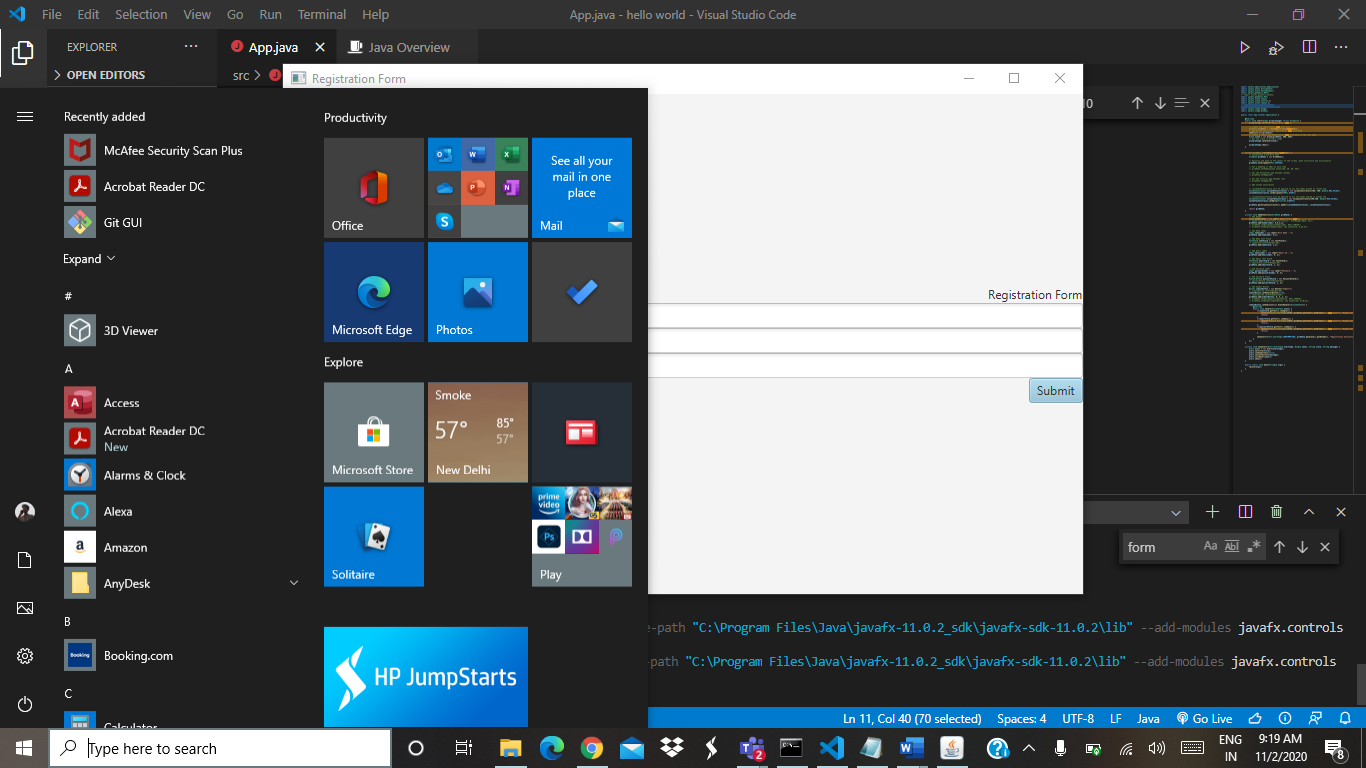 File Edit Selection View Go Run Terminal Help
App.java - hello world - Visual Studio Code
EXPLORER
App.java
Java Overview
OPEN EDITORS
src
Registration Form
Recently added
McAfee Security Scan Plus
Acrobat Reader DC
Git GUI
Expand
#
3D Viewer
A
Access
Acrobat Reader DC
New
Alarms & Clock
Alexa
Amazon
AnyDesk
B
Booking.com
Booking
C
Calculator
Productivity
Office
See all your
mail in one
place
Mail
Microsoft Edge
Photos
Explore
Microsoft Store
Smoke
57° 85°
57°
New Delhi
Solitaire
prime video
Ps
Play
HP JumpStarts
Registration Form
Submit
form
Aa Abl
"C:\Program Files\Java\javafx-11.0.2_sdk\javafx-sdk-11.0.2\lib" --add-modules javafx.controls
-path "C:\Program Files\Java\javafx-11.0.2_sdk\javafx-sdk-11.0.2\lib" --add-modules javafx.controls
Ln 11, Col 40 (70 selected) Spaces: 4 UTF-8 LF Java Go Live
Type here to search
2
ENG
IN
9:19 AM
11/2/2020
8